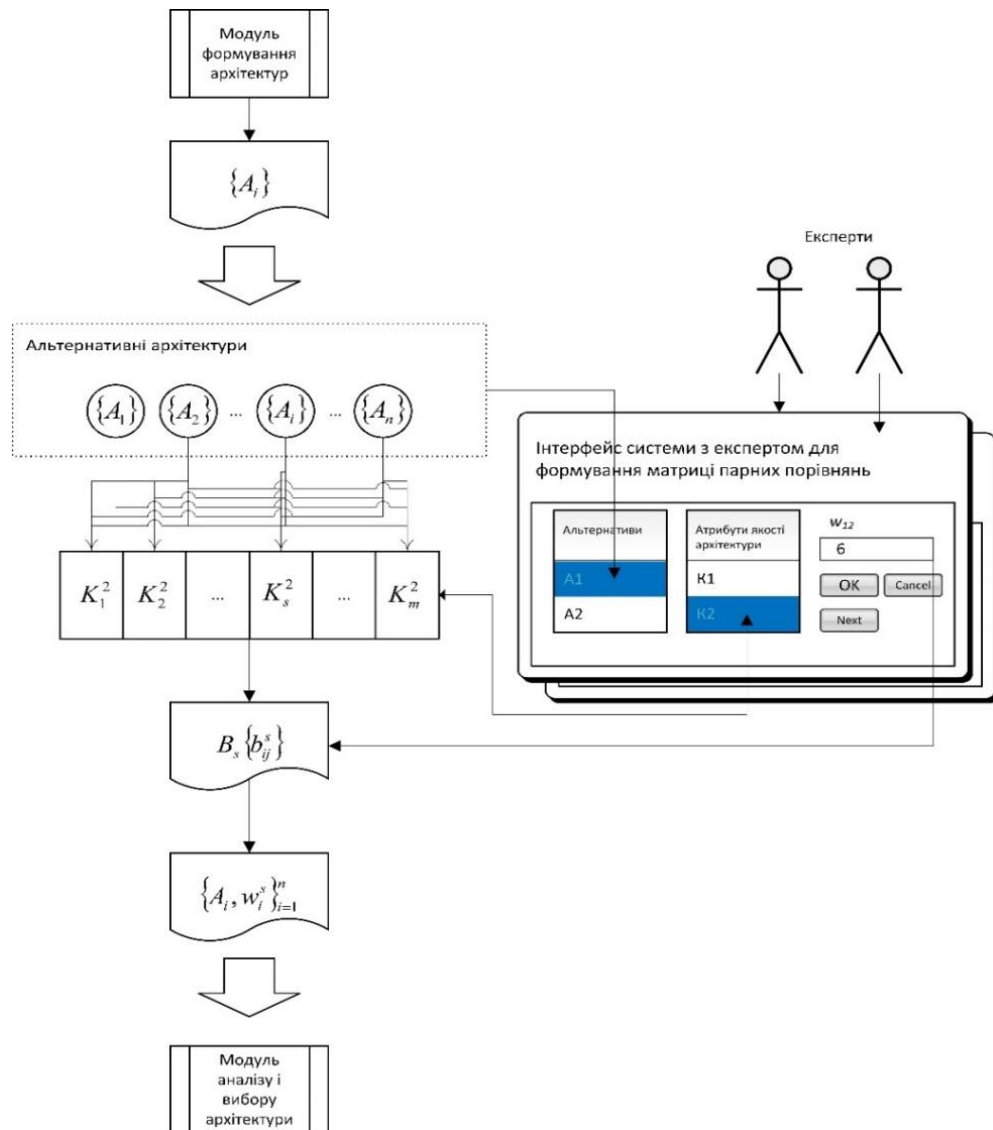 Модуль
формування
архітектур
{A_i}
Експерти
Альтернативні архітектури
{A_1} {A_2} ... {A_i} ... {A_n}
Інтерфейс системи з експертом для
формування матриці парних порівнянь
Альтернативи
A1
A2
Атрибути якості
архітектури
K1
K2
w_12
6
OK Cancel
Next
K_1^2 K_2^2 ... K_s^2 ... K_m^2
B_s {b_ij^s}
{A_i, w_i^s}_{i=1}^n
Модуль
аналізу і
вибору
архітектури